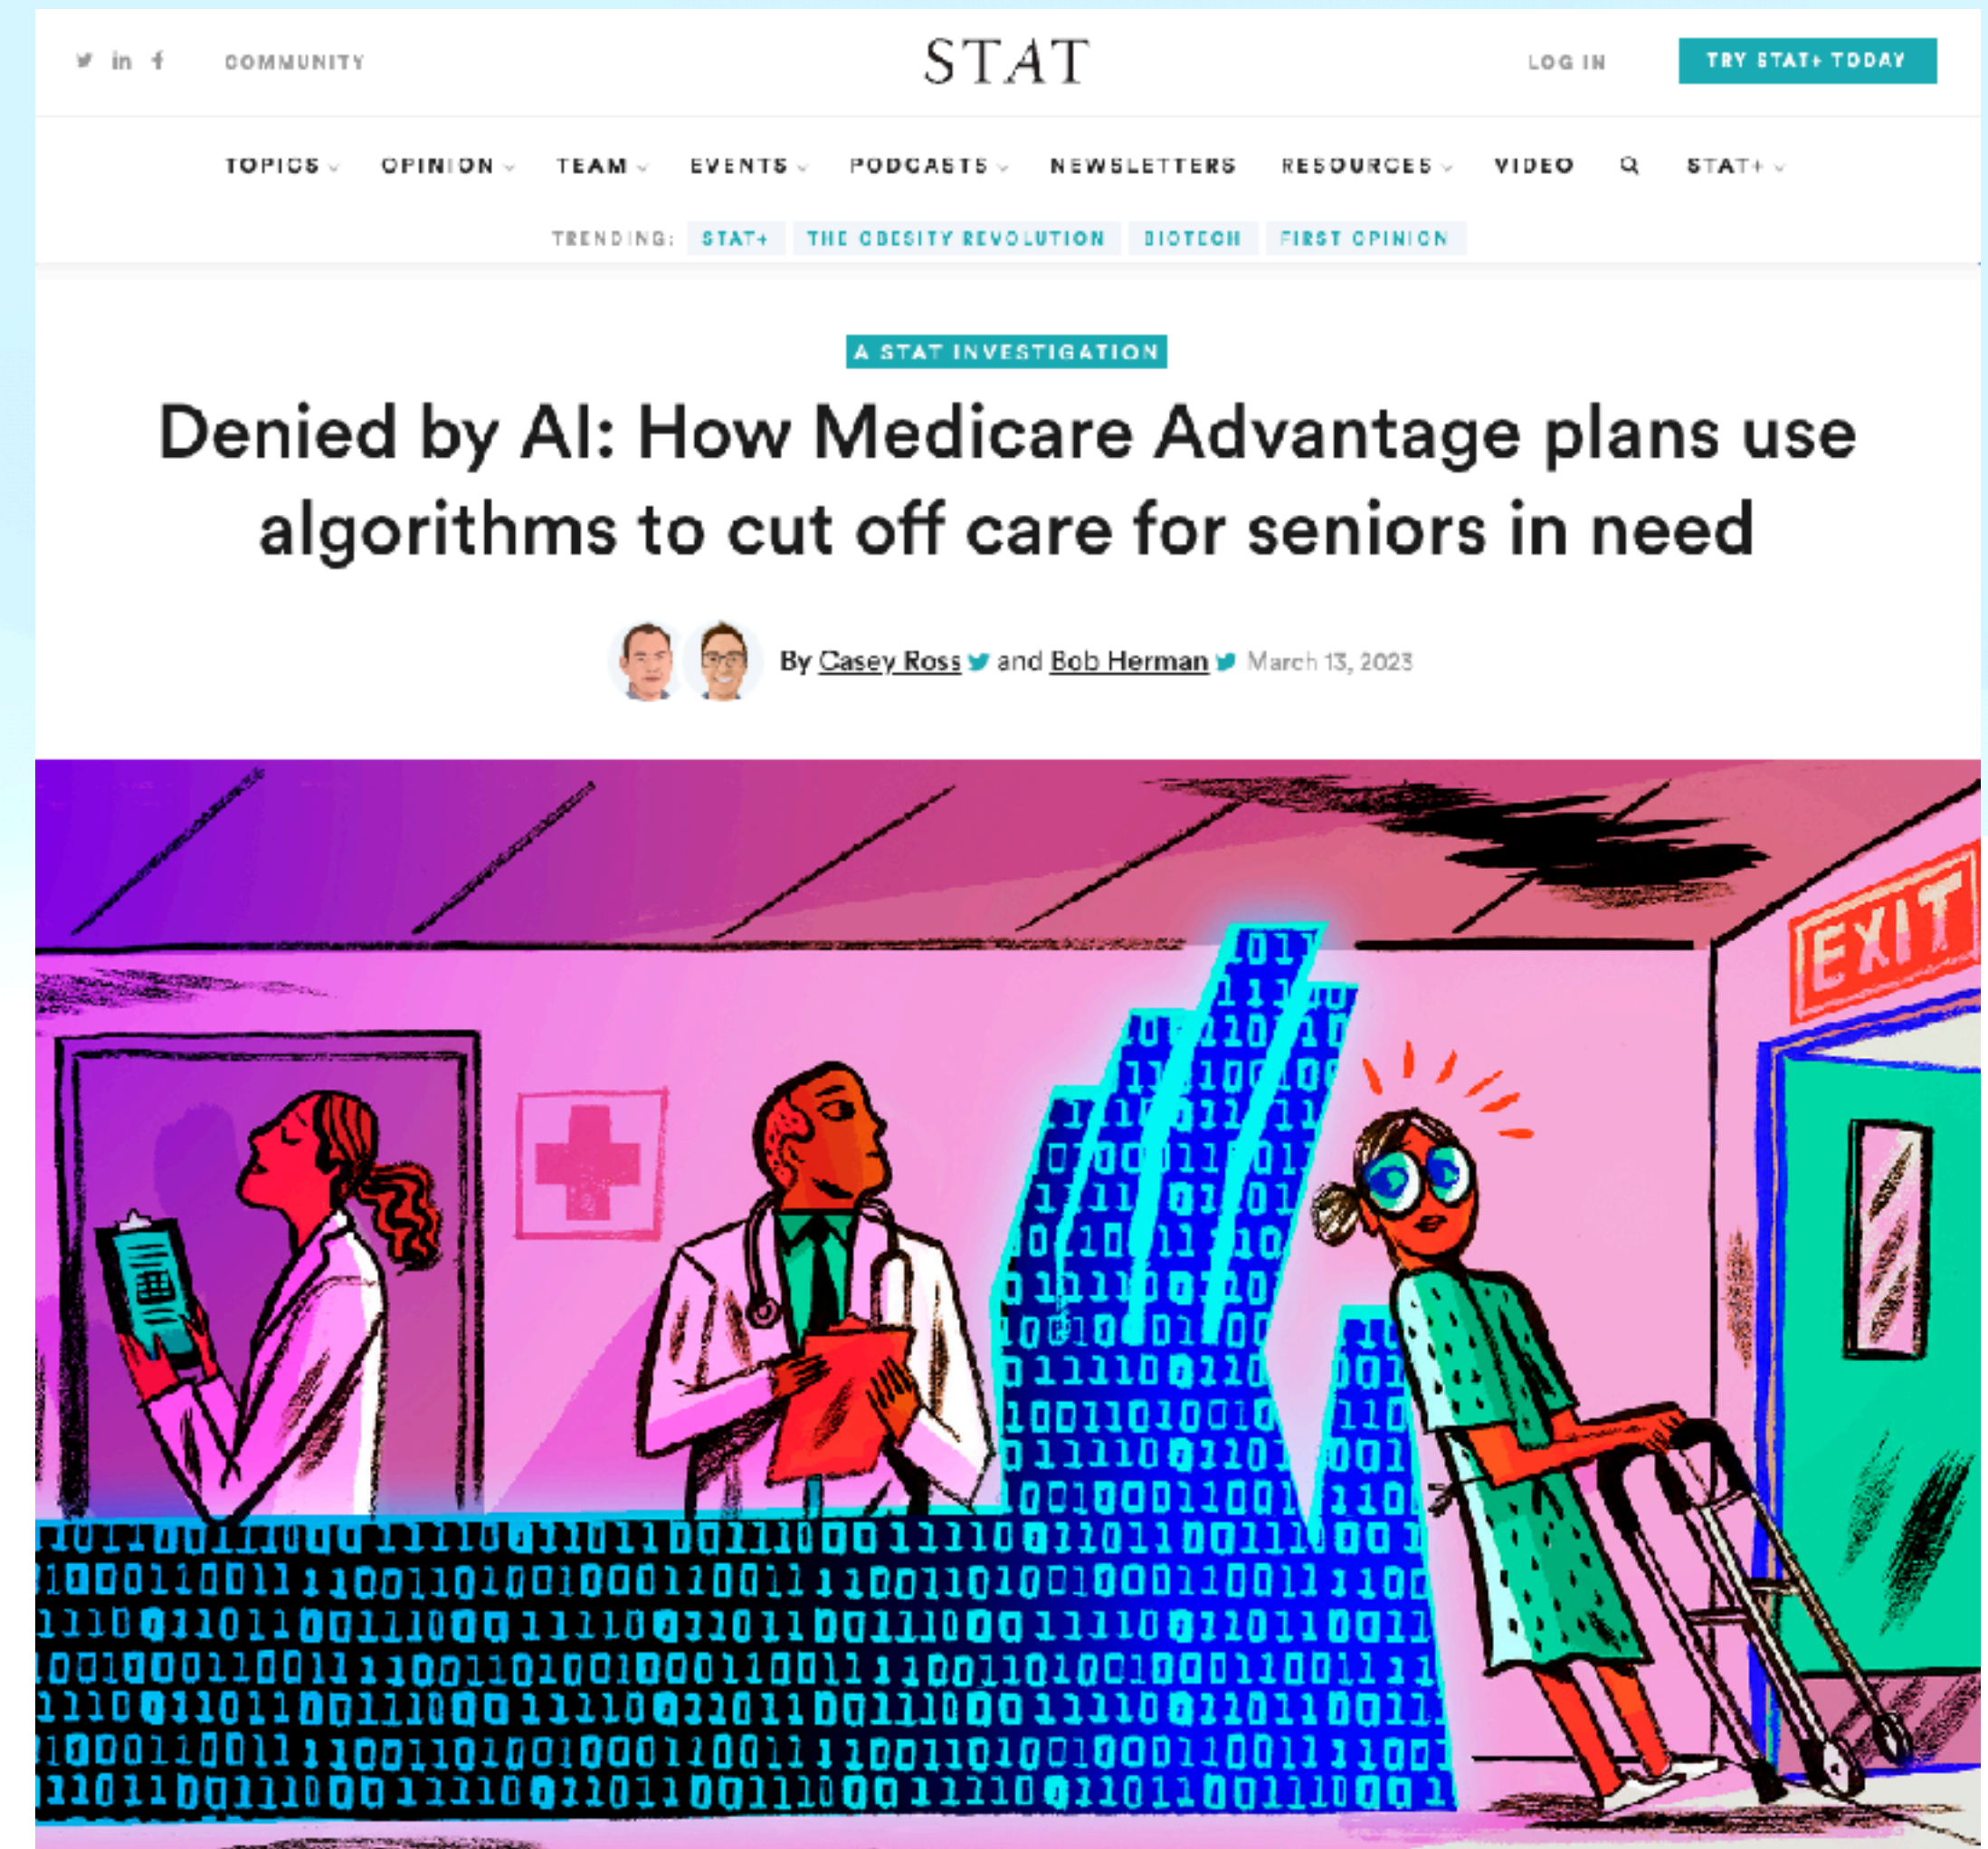 COMMUNITY
STAT
LOG IN
TRY STAT+ TODAY
TOPICS OPINION TEAM EVENTS PODCASTS NEWSLETTERS RESOURCES VIDEO STAT+
TRENDING: STAT+ THE OBESITY REVOLUTION BIOTECH FIRST OPINION
A STAT INVESTIGATION
Denied by AI: How Medicare Advantage plans use
algorithms to cut off care for seniors in need
By Casey Ross and Bob Herman March 13, 2023
EXIT